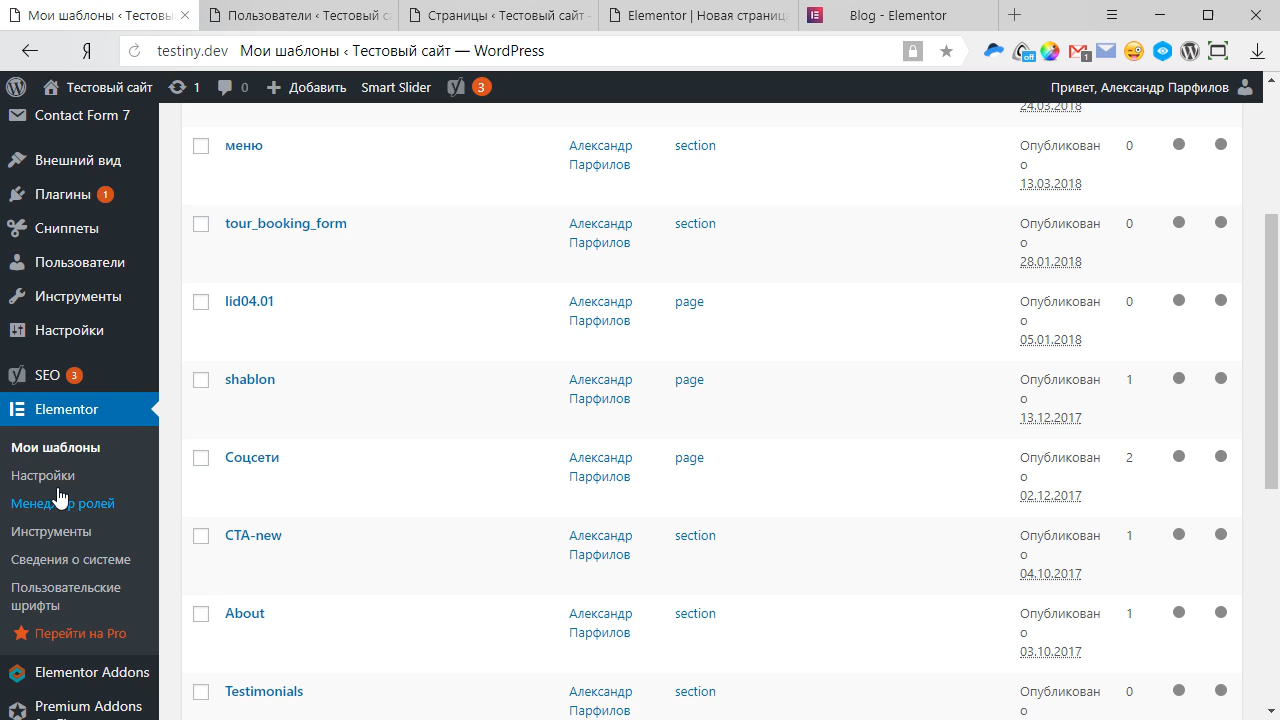 Мои шаблоны ‹ Тестовы
Пользователи ‹ Тестовый с
Страницы ‹ Тестовый сайт -
Elementor | Новая страниц
Blog - Elementor
testiny.dev Мои шаблоны ‹ Тестовый сайт — WordPress
off
1
Тестовый сайт
1
0
Добавить
Smart Slider
3
Привет, Александр Парфилов
Contact Form 7
Внешний вид
Плагины 1
Сниппеты
Пользователи
Инструменты
Настройки
SEO 3
Elementor
Мои шаблоны
Настройки
Менеджер ролей
Инструменты
Сведения о системе
Пользовательские
шрифты
Перейти на Pro
Elementor Addons
Premium Addons
24.03.2018
меню
Александр
Парфилов
section
Опубликован
о
13.03.2018
0
tour_booking_form
Александр
Парфилов
section
Опубликован
о
28.01.2018
0
lid04.01
Александр
Парфилов
page
Опубликован
о
05.01.2018
0
shablon
Александр
Парфилов
page
Опубликован
о
13.12.2017
1
Соцсети
Александр
Парфилов
page
Опубликован
о
02.12.2017
2
CTA-new
Александр
Парфилов
section
Опубликован
о
04.10.2017
1
About
Александр
Парфилов
section
Опубликован
о
03.10.2017
1
Testimonials
Александр
Парфилов
section
Опубликован
о
0